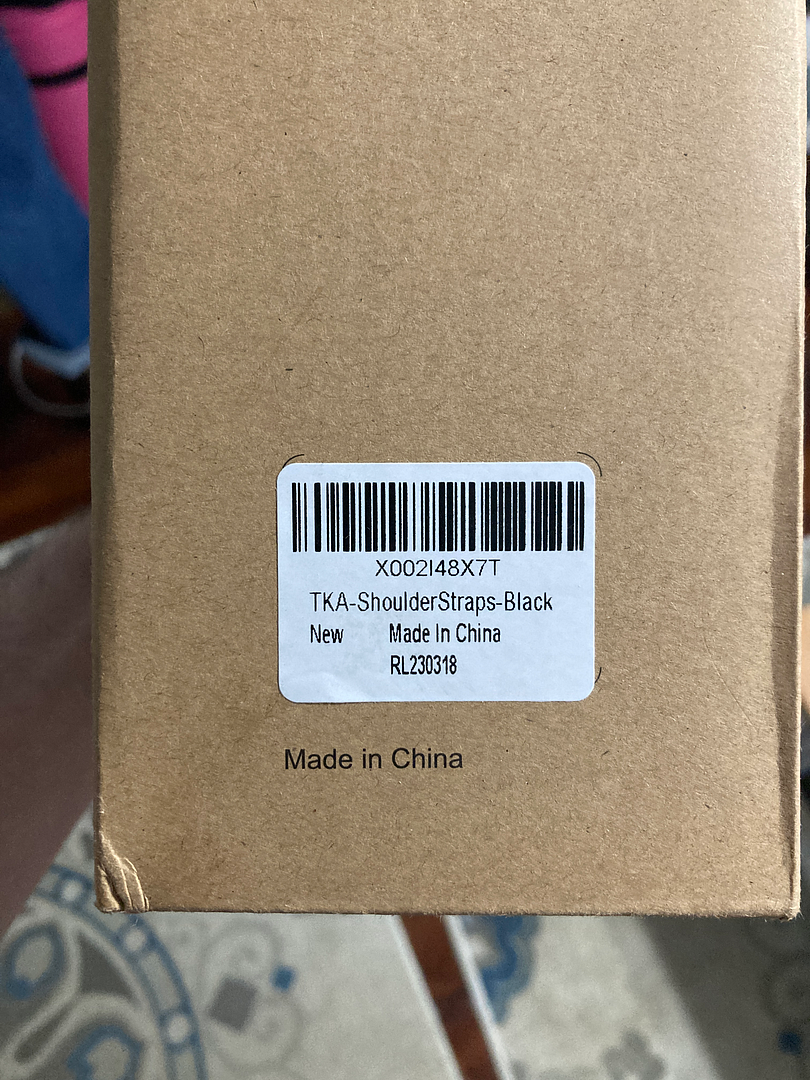 X002I48X7T
TKA-ShoulderStraps-Black
New Made In China
RL230318
Made in China